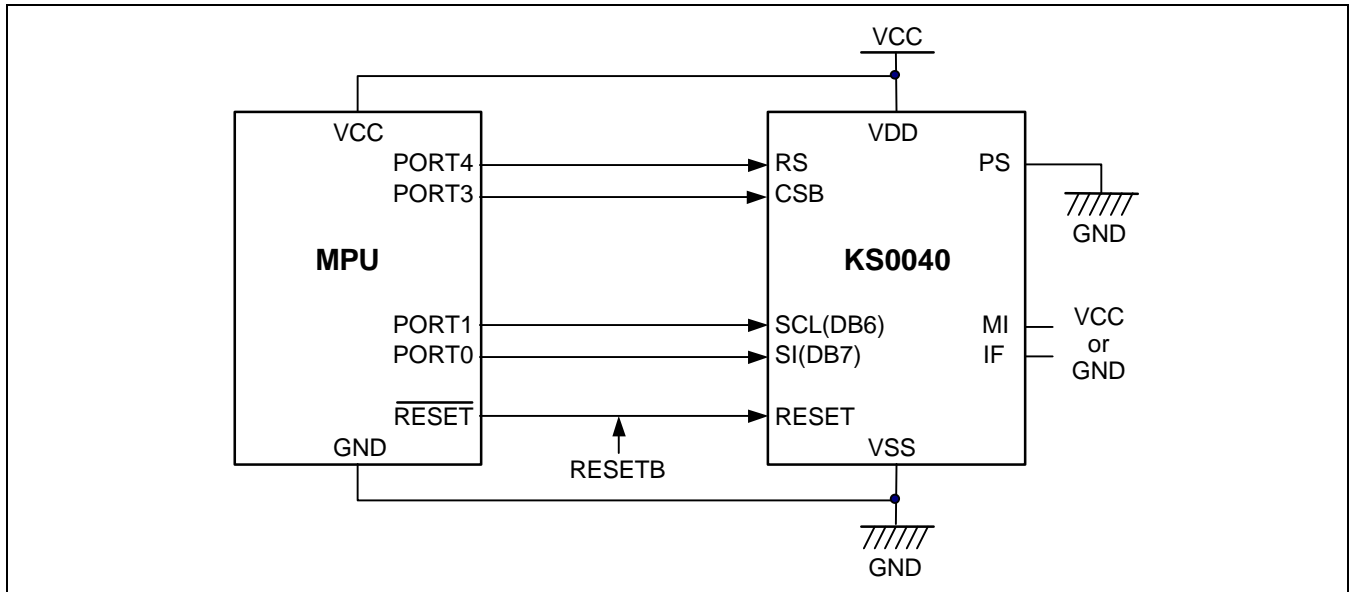 VCC
VCC
VDD
PORT4
RS
PS
PORT3
CSB
GND
MPU
KS0040
PORT1
SCL(DB6)
MI
VCC
or
GND
PORT0
SI(DB7)
IF
RESET
RESET
GND
VSS
RESETB
GND